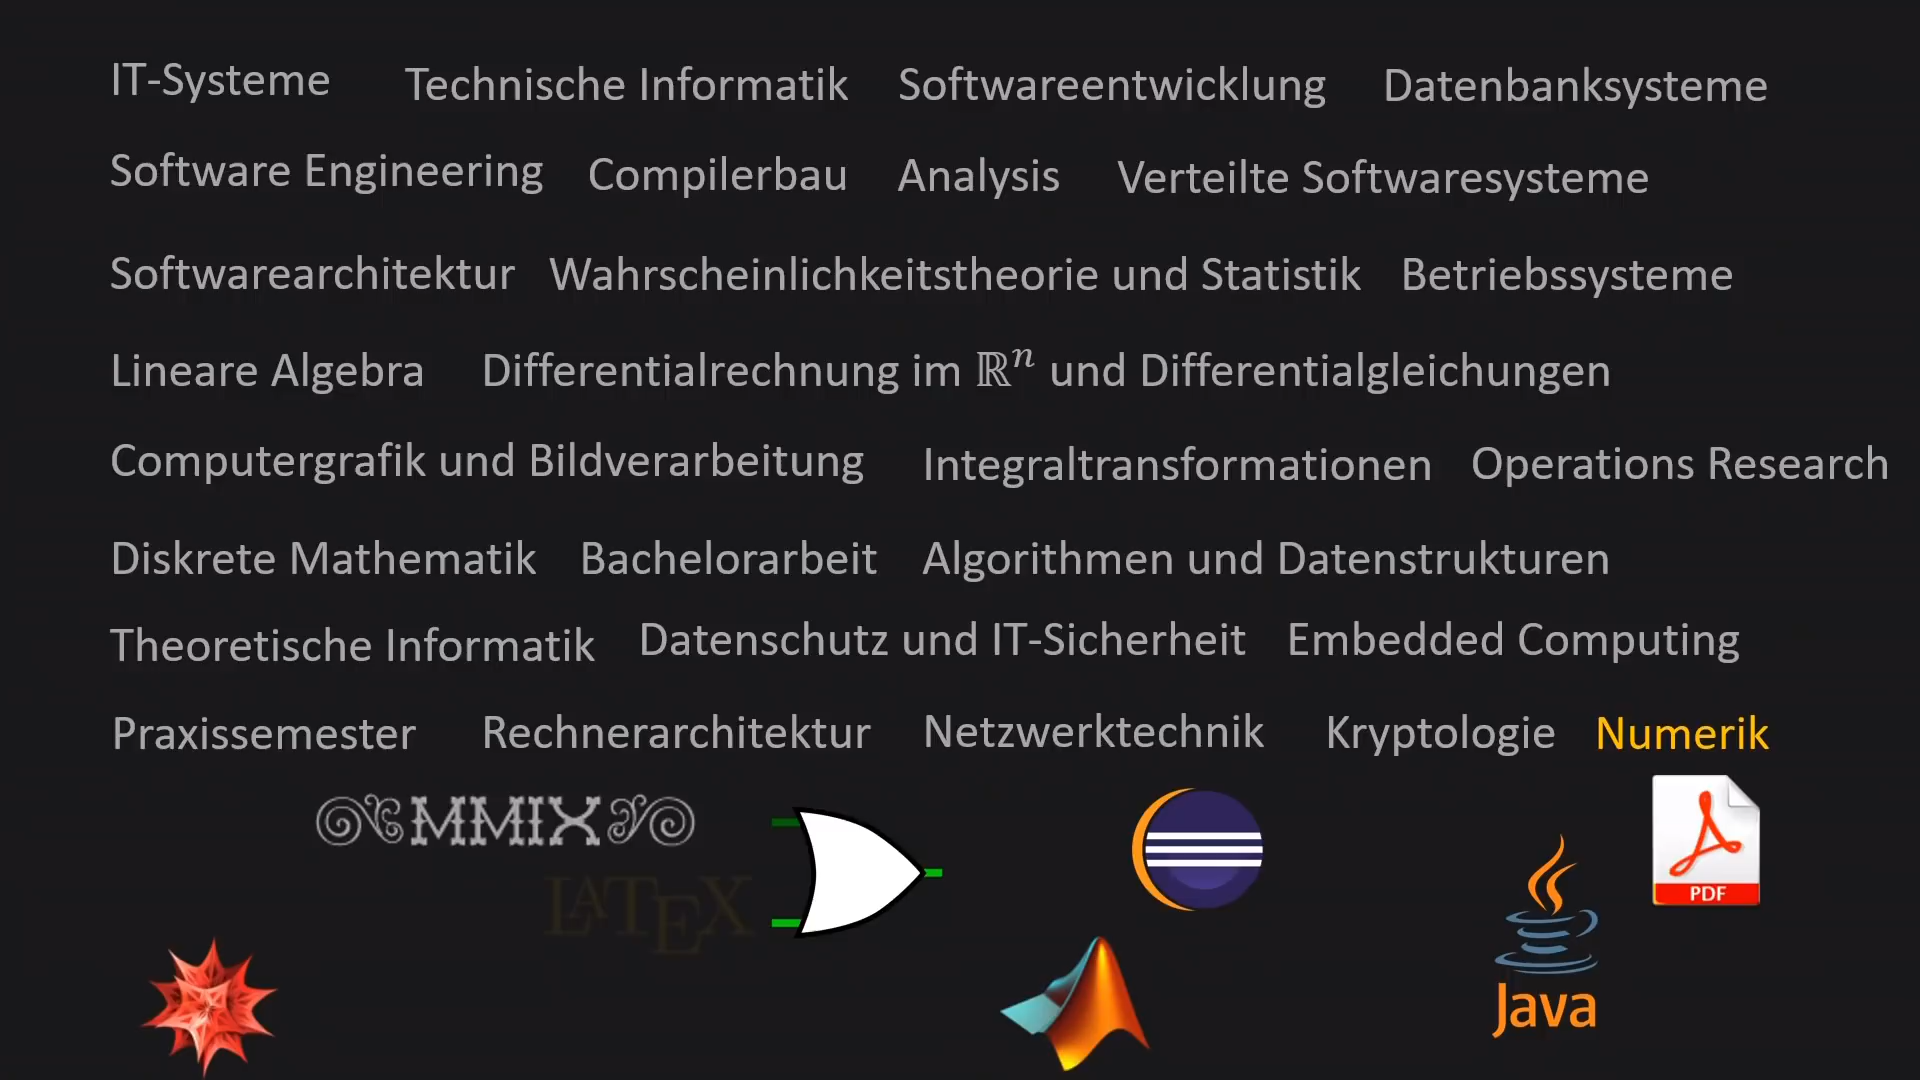 IT-Systeme Technische Informatik Softwareentwicklung Datenbanksysteme
Software Engineering Compilerbau Analysis Verteilte Softwaresysteme
Softwarearchitektur Wahrscheinlichkeitstheorie und Statistik Betriebssysteme
Lineare Algebra Differentialrechnung im ℝⁿ und Differentialgleichungen
Computergrafik und Bildverarbeitung Integraltransformationen Operations Research
Diskrete Mathematik Bachelorarbeit Algorithmen und Datenstrukturen
Theoretische Informatik Datenschutz und IT-Sicherheit Embedded Computing
Praxissemester Rechnerarchitektur Netzwerktechnik Kryptologie Numerik
MMIX
PDF
LATEX
Java